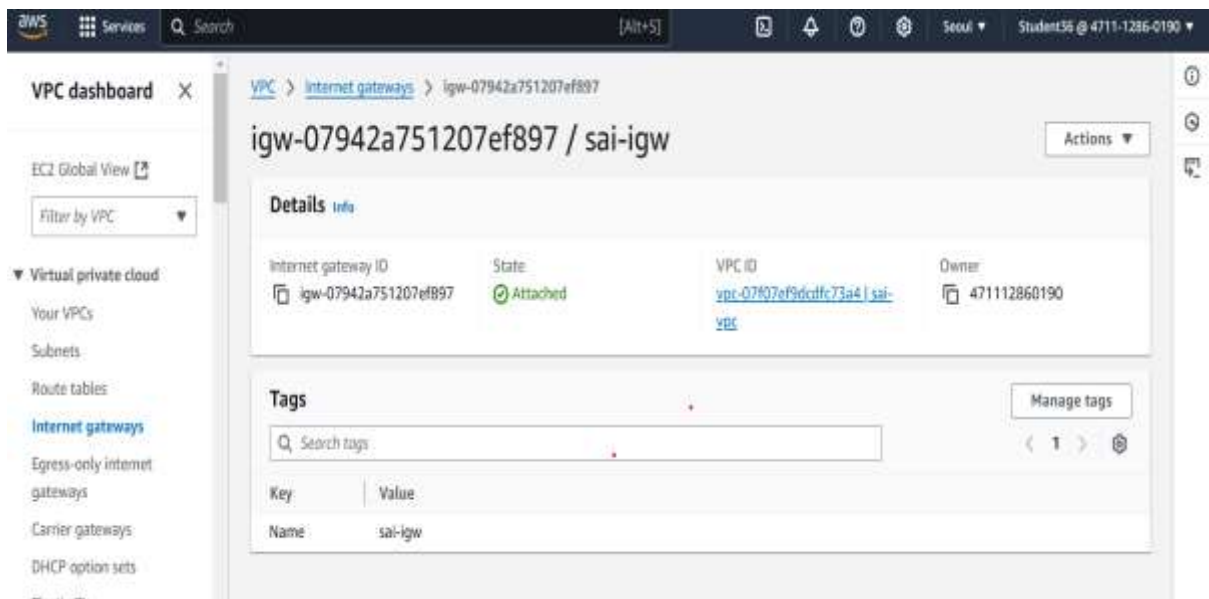 aws
Services
Search
[Alt+S]
Seoul
Student36 @ 4711-1286-0190
VPC dashboard
EC2 Global View
Filter by VPC
Virtual private cloud
Your VPCs
Subnets
Route tables
Internet gateways
Egress-only internet
gateways
Carrier gateways
DHCP option sets
VPC > Internet gateways > igw-07942a751207ef897
igw-07942a751207ef897 / sai-igw
Actions
Details Info
Internet gateway ID
igw-07942a751207ef897
State
Attached
VPC ID
vpc-07f07ef9dcdfc73a4 | sai-
vpc
Owner
471112860190
Tags
Manage tags
Search tags
1
Key Value
Name sai-igw